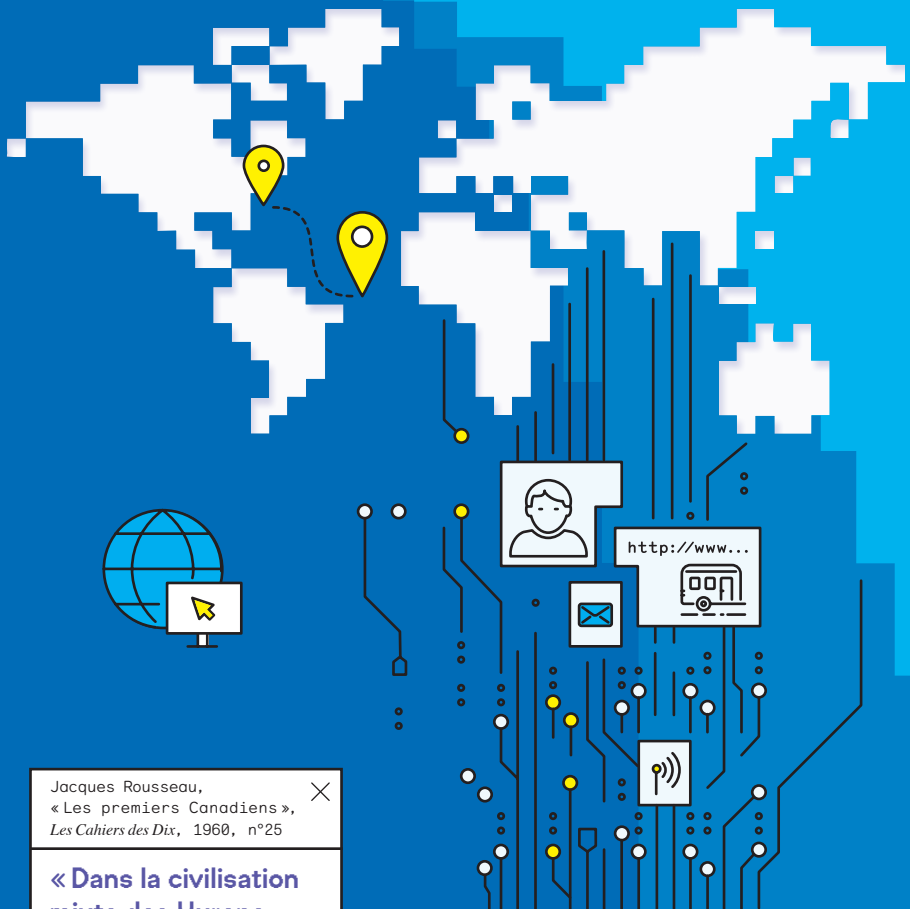 http://www...
Jacques Rousseau,
« Les premiers Canadiens »,
Les Cahiers des Dix, 1960, n°25
« Dans la civilisation